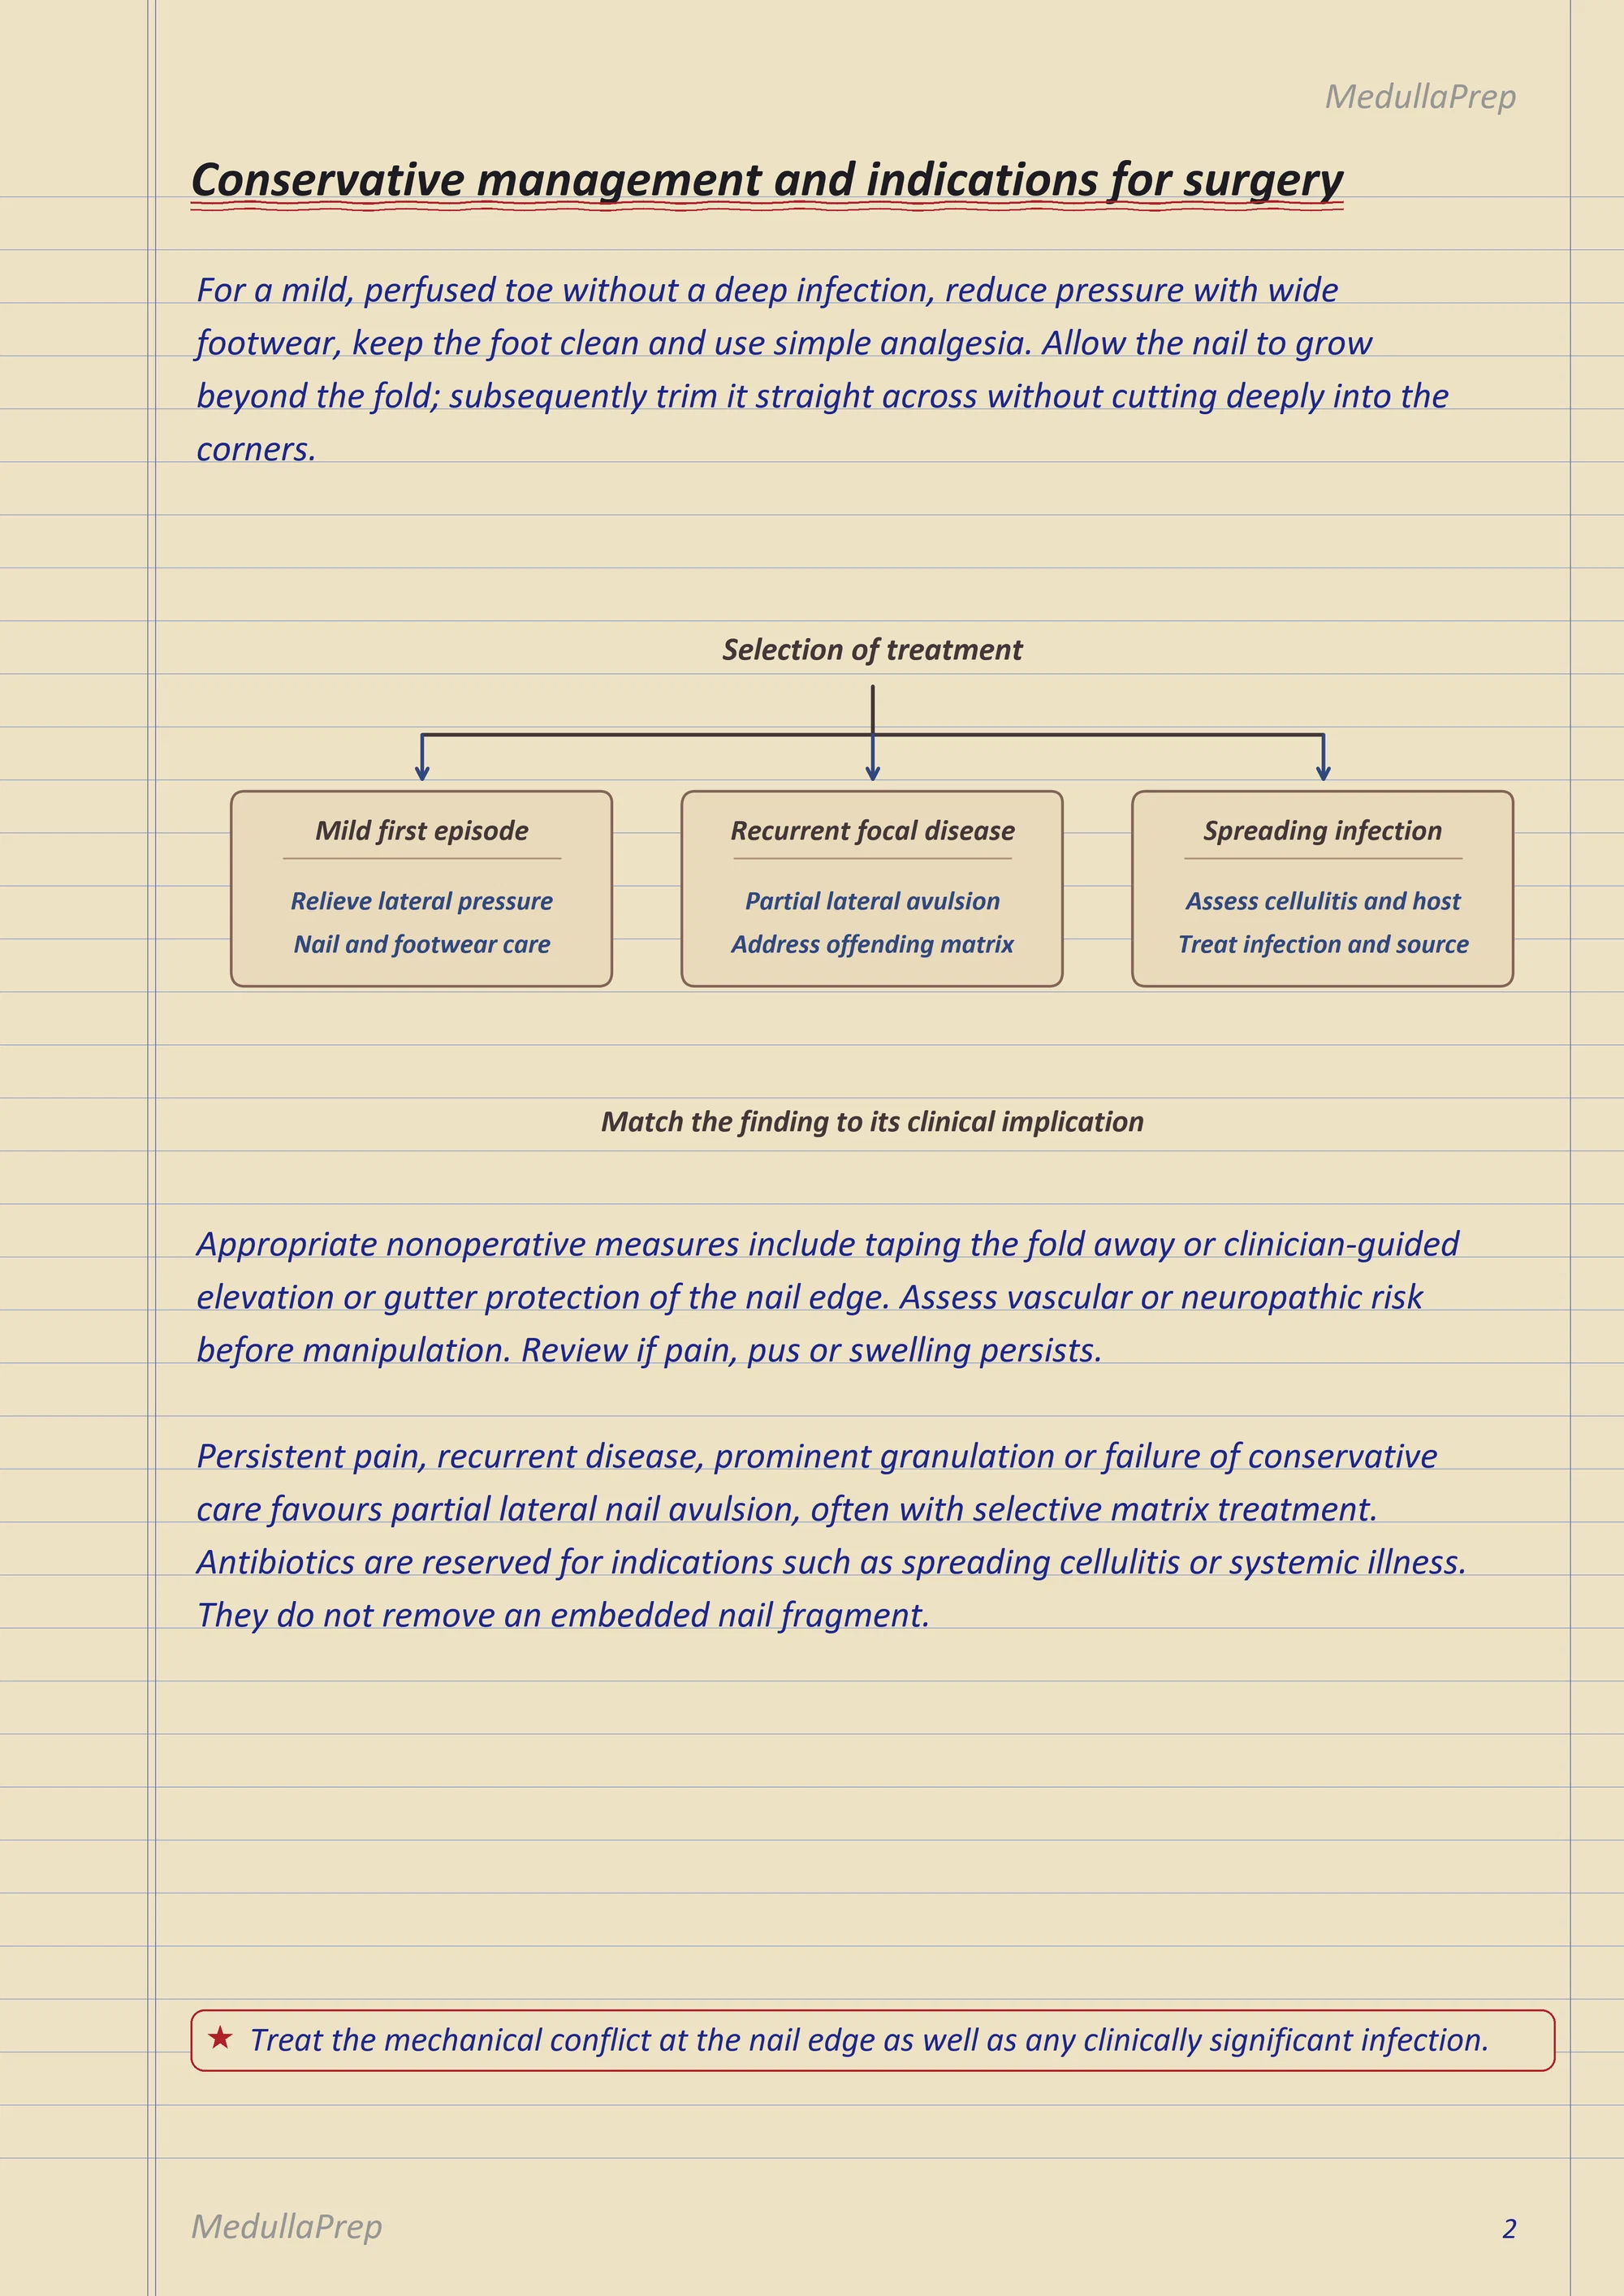 MedullaPrep
Conservative management and indications for surgery
For a mild, perfused toe without a deep infection, reduce pressure with wide
footwear, keep the foot clean and use simple analgesia. Allow the nail to grow
beyond the fold; subsequently trim it straight across without cutting deeply into the
corners.
Selection of treatment
Mild first episode
Relieve lateral pressure
Nail and footwear care
Recurrent focal disease
Partial lateral avulsion
Address offending matrix
Spreading infection
Assess cellulitis and host
Treat infection and source
Match the finding to its clinical implication
Appropriate nonoperative measures include taping the fold away or clinician-guided
elevation or gutter protection of the nail edge. Assess vascular or neuropathic risk
before manipulation. Review if pain, pus or swelling persists.
Persistent pain, recurrent disease, prominent granulation or failure of conservative
care favours partial lateral nail avulsion, often with selective matrix treatment.
Antibiotics are reserved for indications such as spreading cellulitis or systemic illness.
They do not remove an embedded nail fragment.
★ Treat the mechanical conflict at the nail edge as well as any clinically significant infection.
MedullaPrep
2